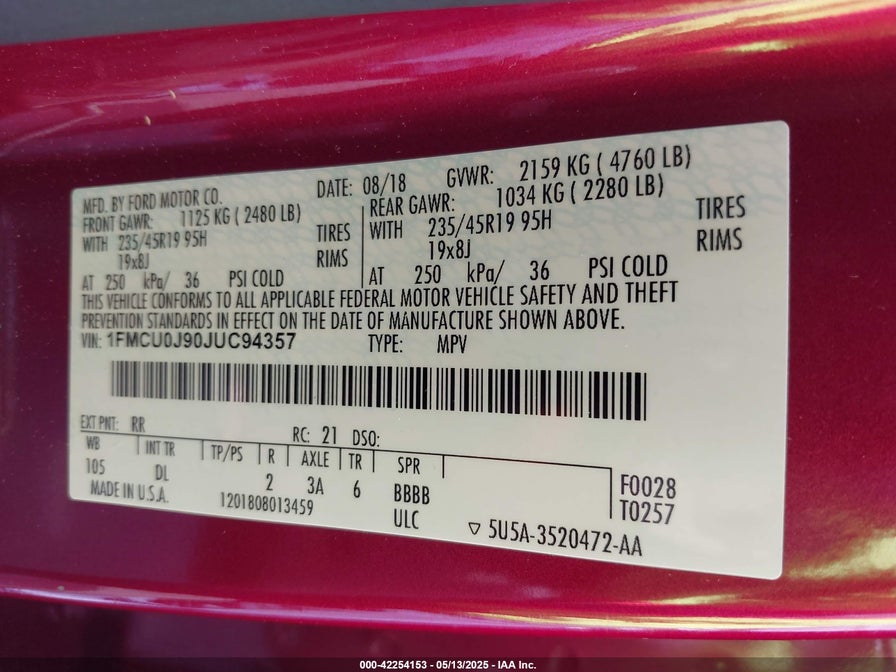 MFD. BY FORD MOTOR CO.
DATE: 08/18
GVWR: 2159 KG ( 4760 LB)
FRONT GAWR: 1125 KG ( 2480 LB)
REAR GAWR: 1034 KG ( 2280 LB)
WITH 235/45R19 95H TIRES
WITH 235/45R19 95H TIRES
19x8J RIMS
19x8J RIMS
AT 250 kPa/ 36 PSI COLD
AT 250 kPa/ 36 PSI COLD
THIS VEHICLE CONFORMS TO ALL APPLICABLE FEDERAL MOTOR VEHICLE SAFETY AND THEFT
PREVENTION STANDARDS IN EFFECT ON THE DATE OF MANUFACTURE SHOWN ABOVE.
VIN: 1FMCU0J90JUC94357 TYPE: MPV
EXT PNT: RR RC: 21 DSO:
WB INT TR TP/PS R AXLE TR SPR
105 DL 2 3A 6 BBBB F0028
MADE IN U.S.A. 1201808013459 ULC T0257
▽ 5U5A-3520472-AA
000-42254153 - 05/13/2025 - IAA Inc.